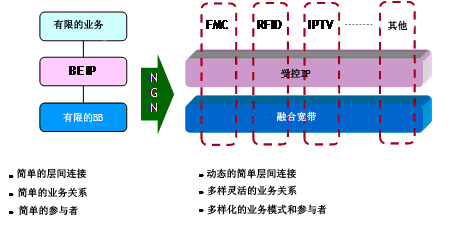 有限的业务
BE IP
有限的BB
NGN
FMC
RFID
IPTV
其他
受控IP
融合宽带
简单的层间连接
简单的业务关系
简单的参与者
动态的简单层间连接
多样灵活的业务关系
多样化的业务模式和参与者